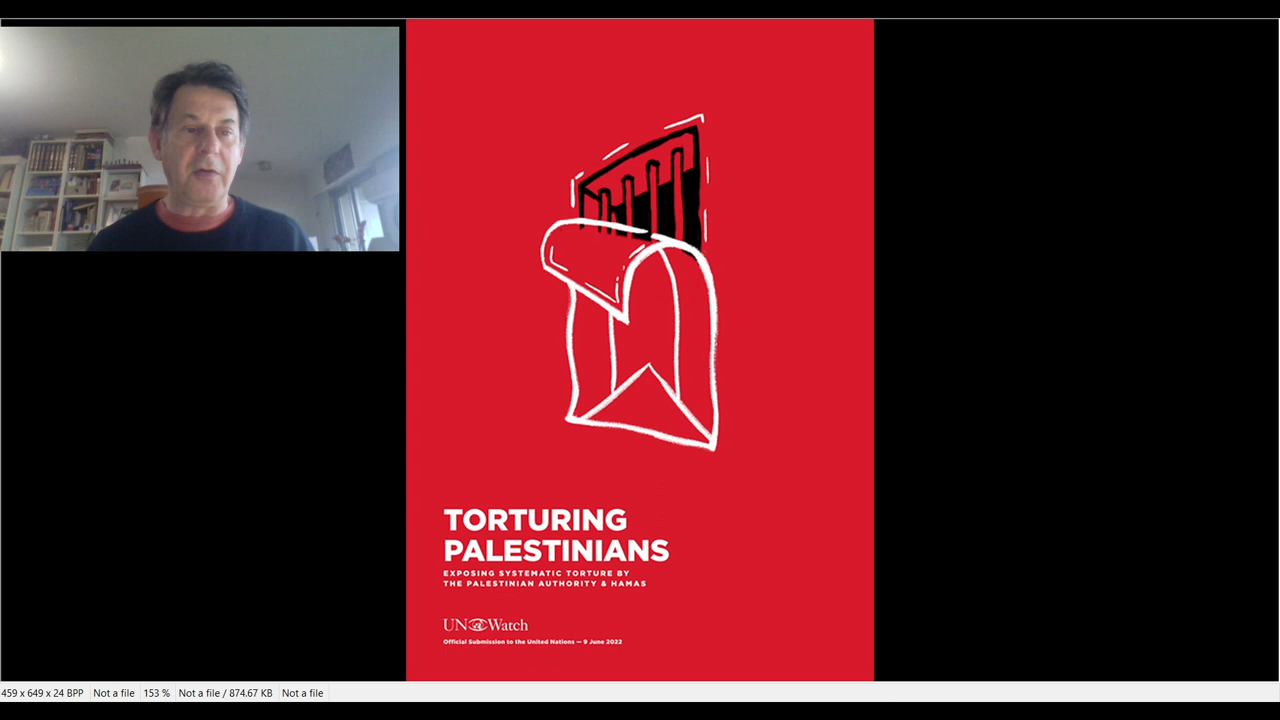 TORTURING
PALESTINIANS
EXPOSING SYSTEMATIC TORTURE BY
THE PALESTINIAN AUTHORITY & HAMAS
UN Watch
Official Submission to the United Nations — 9 June 2022
459 x 649 x 24 BPP Not a file 153 % Not a file / 874.67 KB Not a file